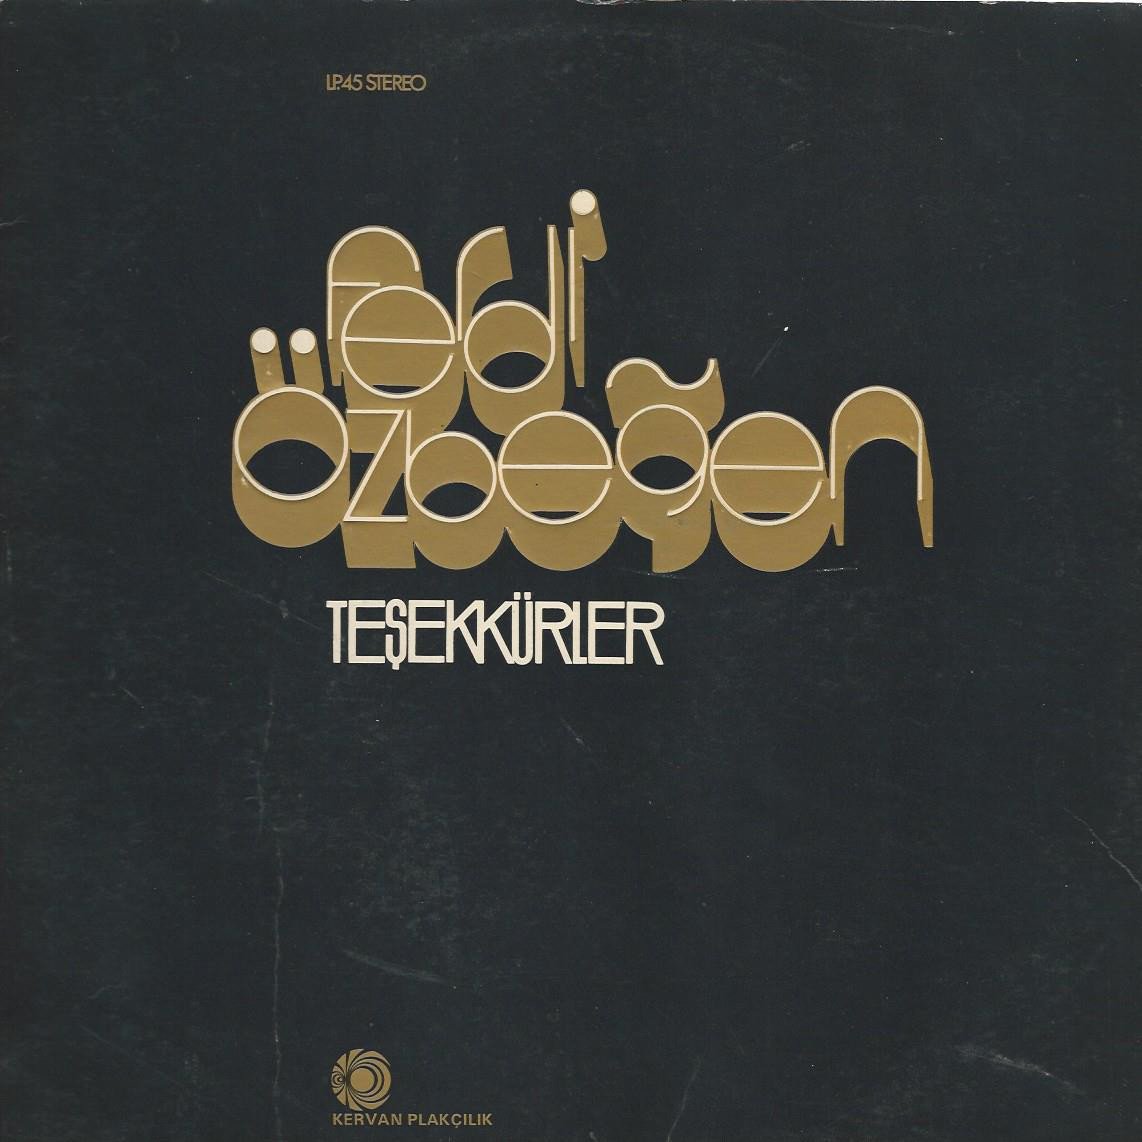 LP.45 STEREO
Ferdi
Özbeğen
TEŞEKKÜRLER
KERVAN PLAKÇILIK